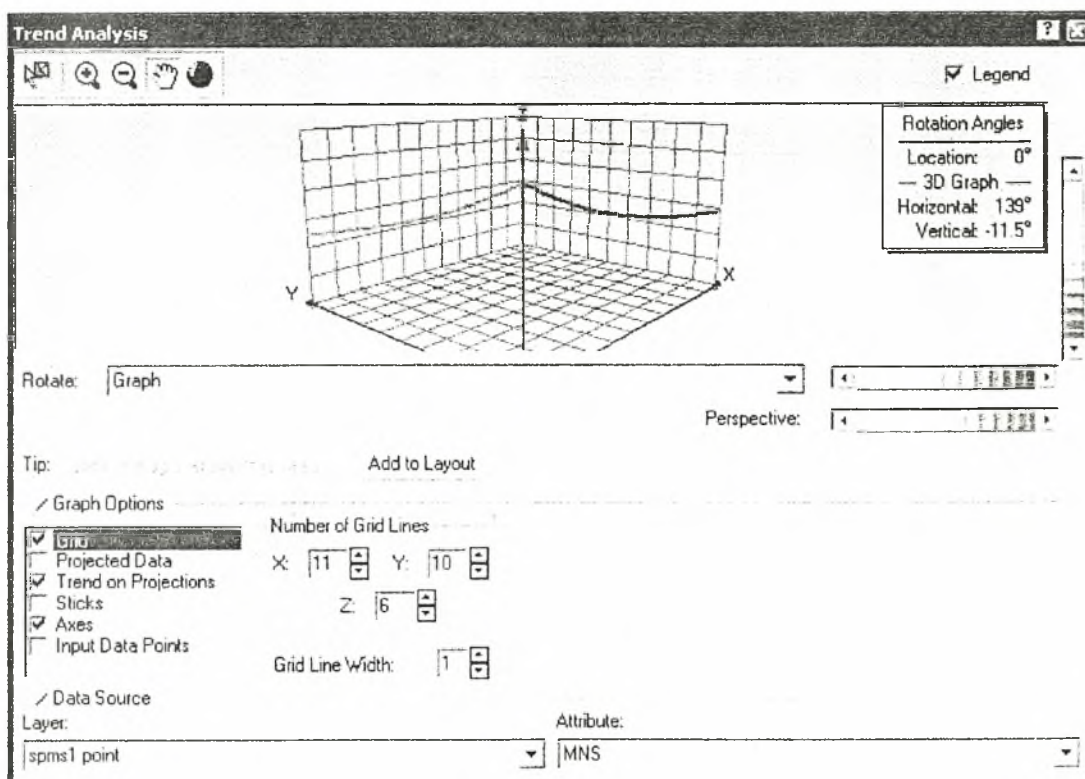 Trend Analysis
Legend
Rotation Angles
Location: 0°
3D Graph
Horizontal: 139°
Vertical: -11.5°
Z
Y
X
Rotate: Graph
Perspective:
Tip: Add to Layout
Graph Options
Grid
Projected Data
Trend on Projections
Sticks
Axes
Input Data Points
Number of Grid Lines
X: 11 Y: 10
Z: 6
Grid Line Width: 1
Data Source
Layer: Attribute:
spms1 point MNS